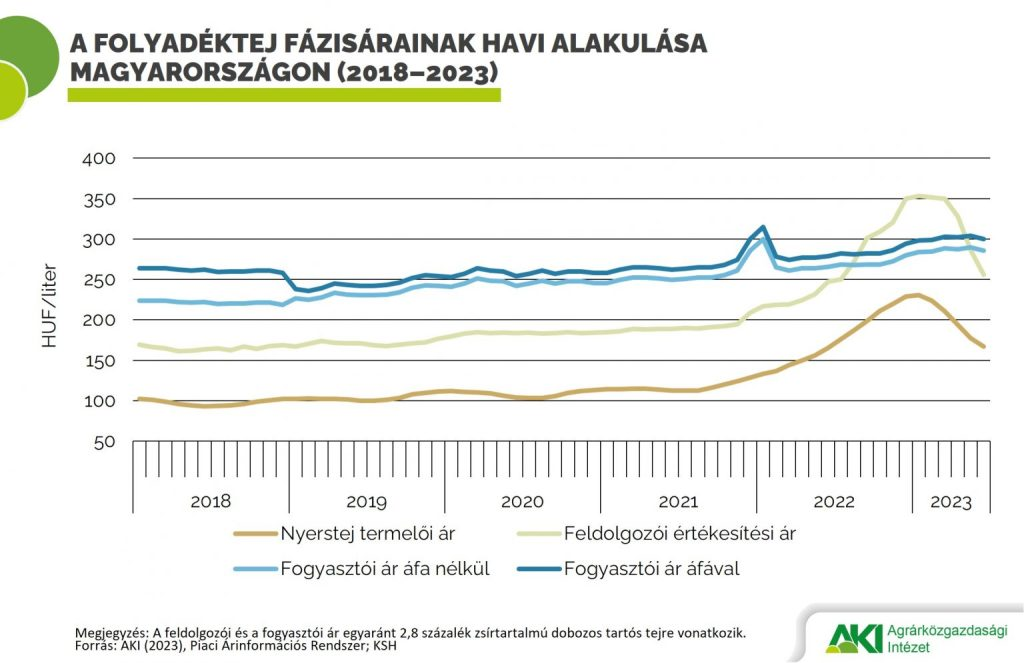 A FOLYADÉKTEJ FÁZISÁRAINAK HAVI ALAKULÁSA
MAGYARORSZÁGON (2018–2023)
HUF/liter
400
350
300
250
200
150
100
50
2018 2019 2020 2021 2022 2023
Nyerstej termelői ár Feldolgozói értékesítési ár
Fogyasztói ár áfa nélkül Fogyasztói ár áfával
Megjegyzés: A feldolgozói és a fogyasztói ár egyaránt 2,8 százalék zsírtartalmú dobozos tartós tejre vonatkozik.
Forrás: AKI (2023), Piaci Árinformációs Rendszer; KSH
AKI Agrárközgazdasági
Intézet